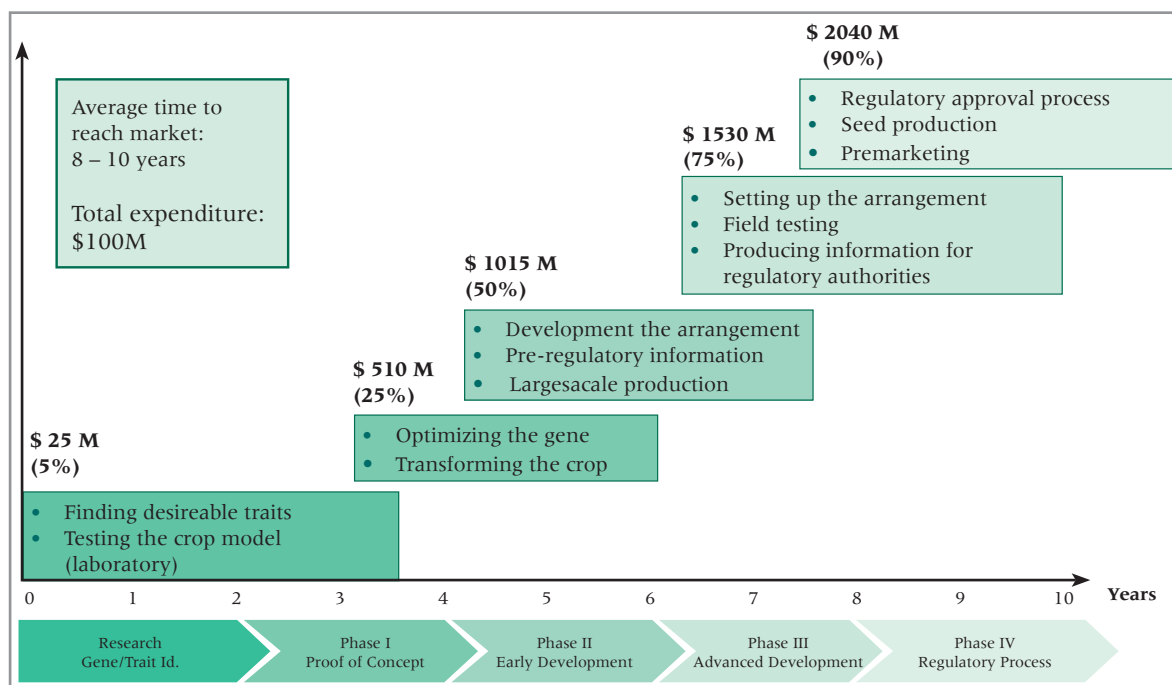 $ 2040 M
(90%)
Average time to
reach market:
8 – 10 years
Total expenditure:
$100M
• Regulatory approval process
• Seed production
• Premarketing
$ 1530 M
(75%)
• Setting up the arrangement
• Field testing
• Producing information for
regulatory authorities
$ 1015 M
(50%)
• Development the arrangement
• Pre-regulatory information
• Largesacale production
$ 510 M
(25%)
• Optimizing the gene
• Transforming the crop
$ 25 M
(5%)
• Finding desireable traits
• Testing the crop model
(laboratory)
0 1 2 3 4 5 6 7 8 9 10 Years
Research
Gene/Trait Id.
Phase I
Proof of Concept
Phase II
Early Development
Phase III
Advanced Development
Phase IV
Regulatory Process